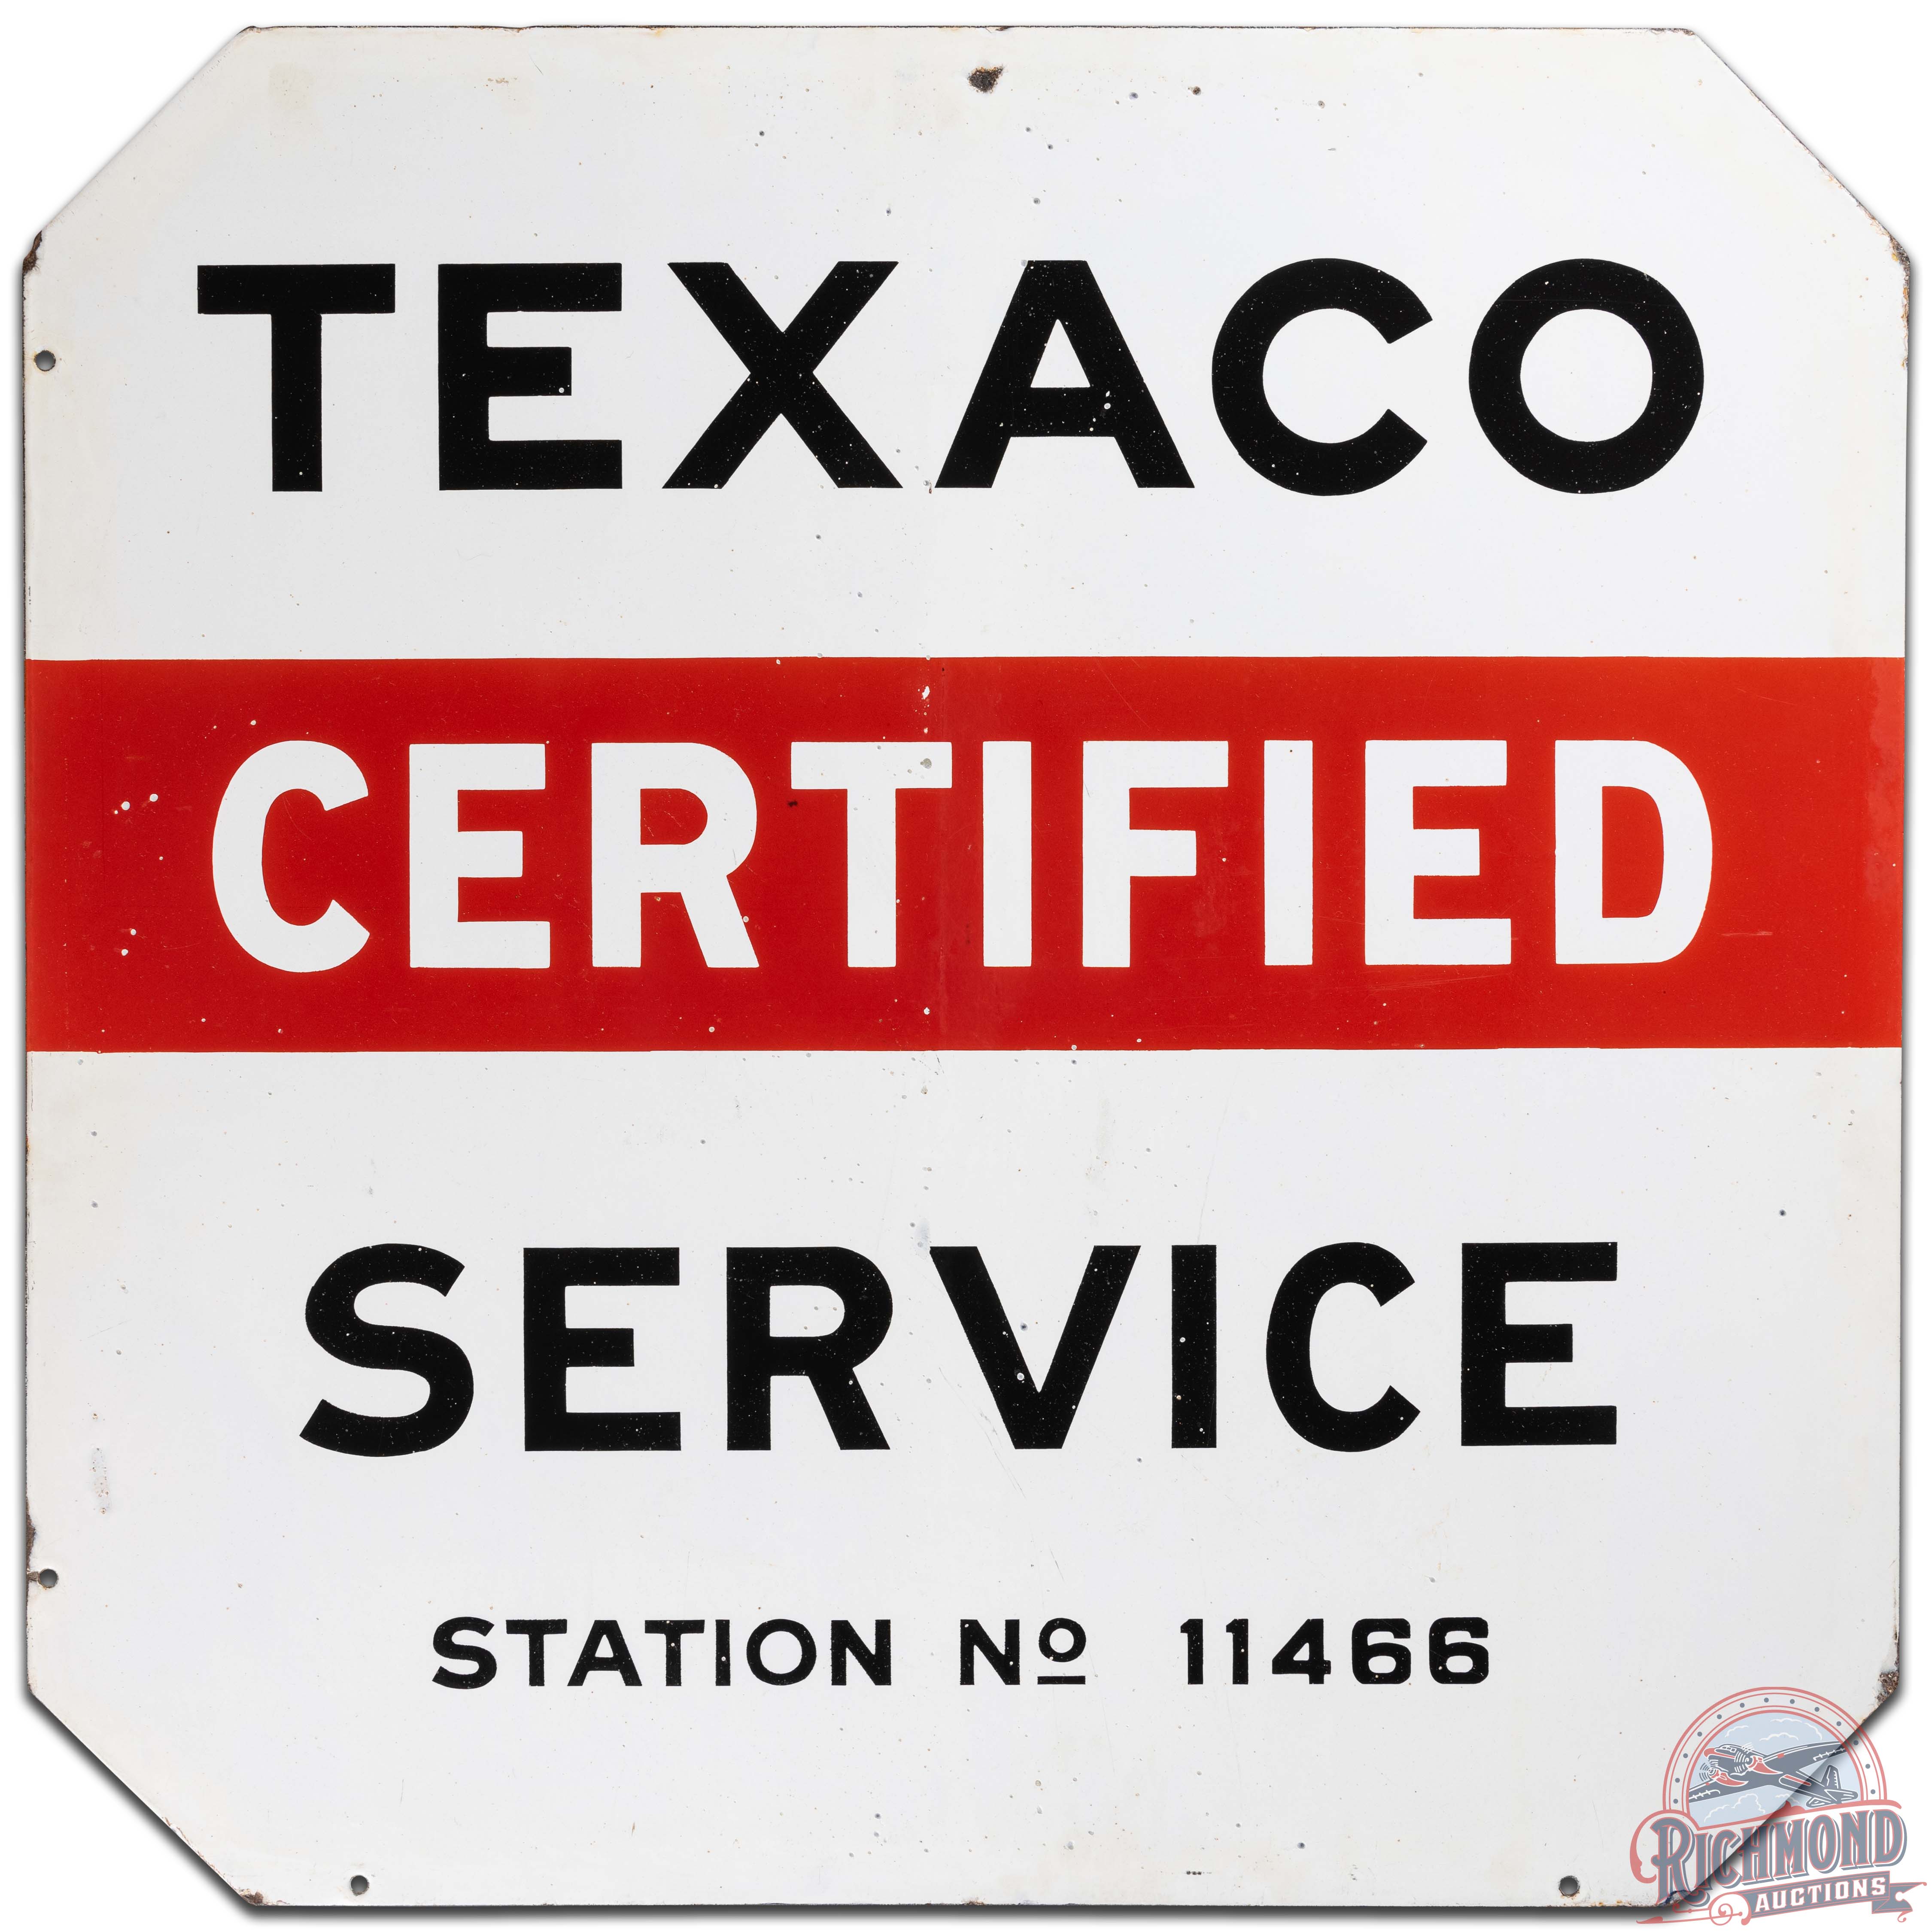 TEXACO
CERTIFIED
SERVICE
STATION Nº 11466
RICHMOND
AUCTIONS